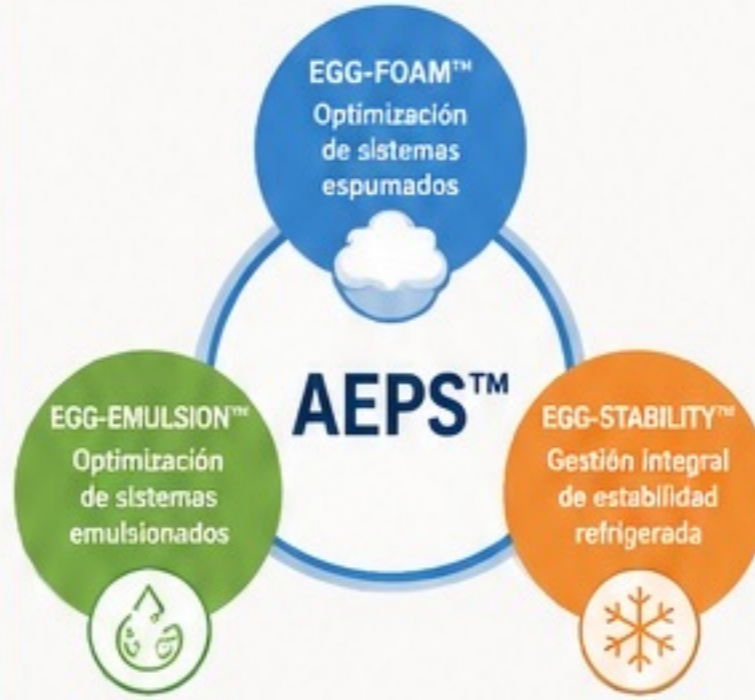 EGG-FOAM™
Optimización
de sistemas
espumados
AEPS™
EGG-EMULSION™
Optimización
de sistemas
emulsionados
EGG-STABILITY™
Gestión integral
de estabilidad
refrigerada